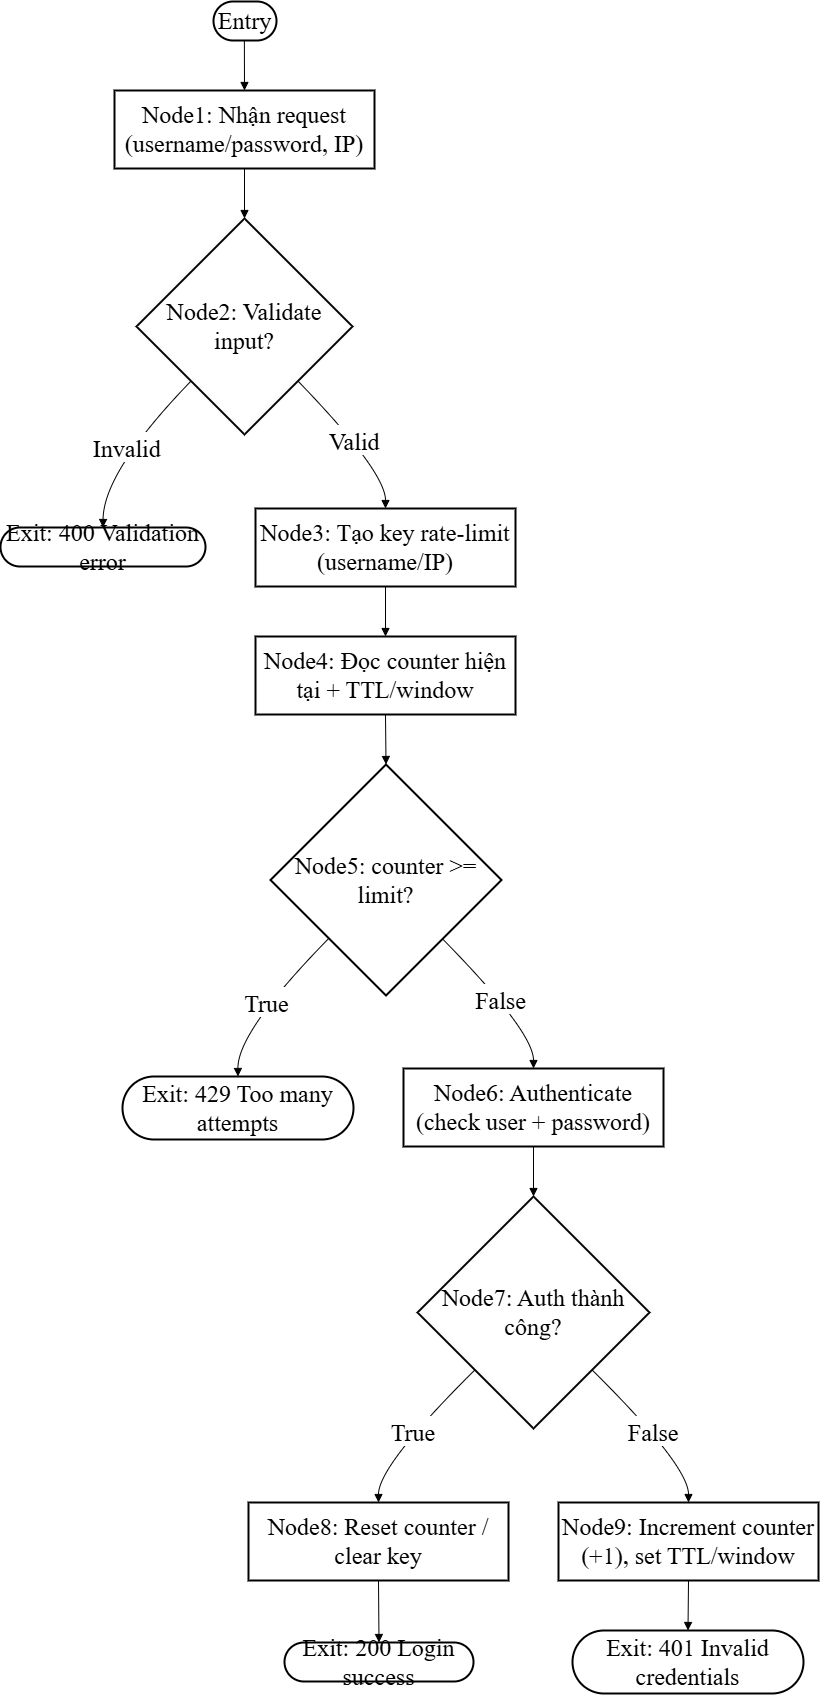 Entry
Node1: Nhận request
(username/password, IP)
Node2: Validate
input?
Invalid
Valid
Exit: 400 Validation
error
Node3: Tạo key rate-limit
(username/IP)
Node4: Đọc counter hiện
tại + TTL/window
Node5: counter >=
limit?
True
False
Exit: 429 Too many
attempts
Node6: Authenticate
(check user + password)
Node7: Auth thành
công?
True
False
Node8: Reset counter /
clear key
Node9: Increment counter
(+1), set TTL/window
Exit: 200 Login
success
Exit: 401 Invalid
credentials